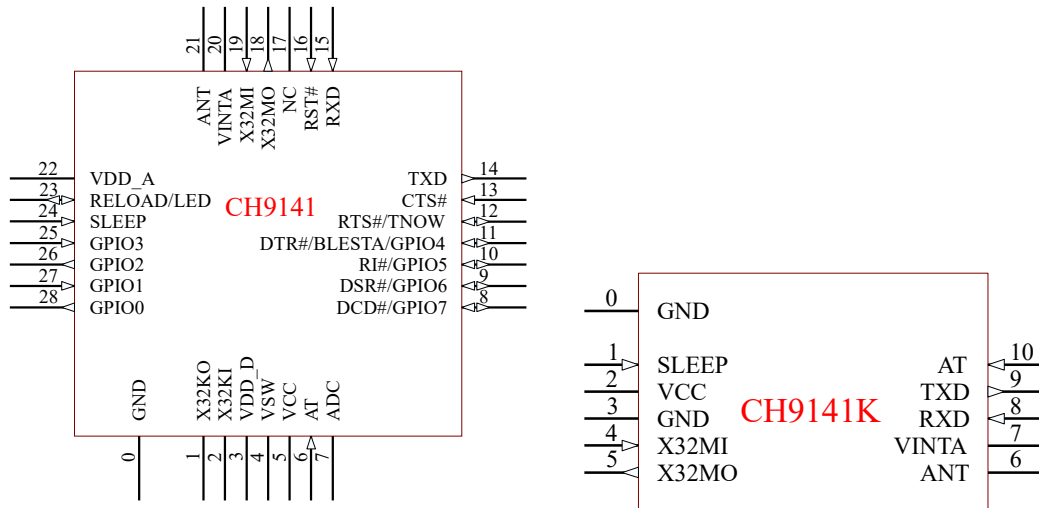 21 20 19 18 17 16 15
ANT VINTA X32MI X32MO NC RST# RXD
22 VDD_A TXD 14
23 RELOAD/LED CTS# 13
24 SLEEP RTS#/TNOW 12
25 GPIO3 DTR#/BLESTA/GPIO4 11
26 GPIO2 RI#/GPIO5 10
27 GPIO1 DSR#/GPIO6 9
28 GPIO0 DCD#/GPIO7 8
CH9141
GND X32KO X32KI VDD_D VSW VCC AT ADC
0 1 2 3 4 5 6 7
0 GND
1 SLEEP AT 10
2 VCC TXD 9
3 GND RXD 8
4 X32MI VINTA 7
5 X32MO ANT 6
CH9141K